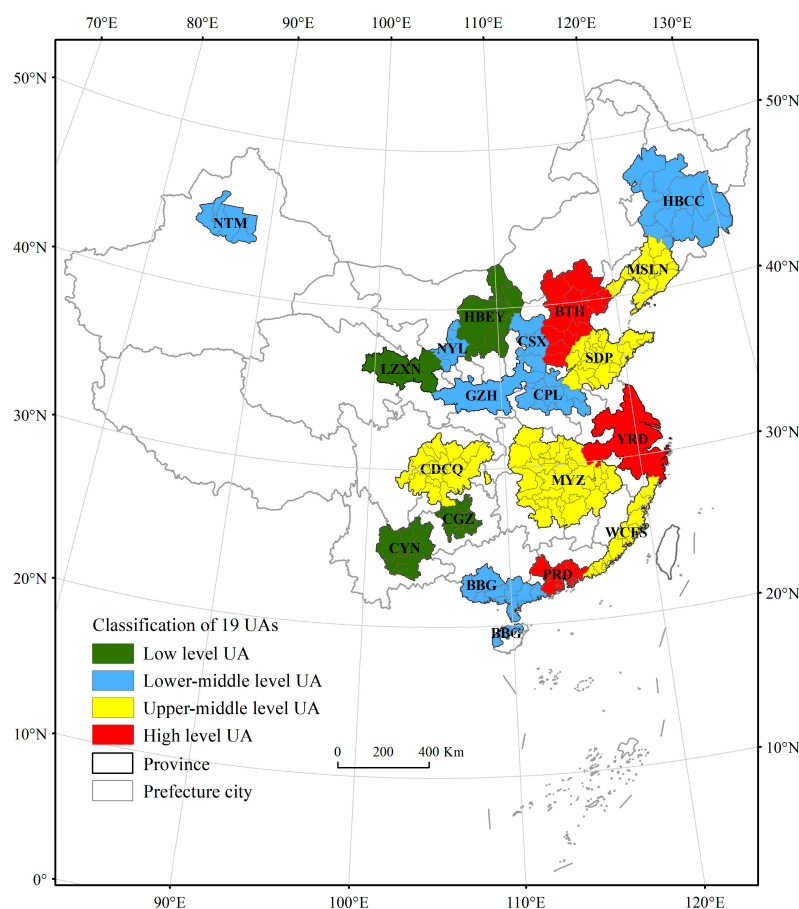 70°E 80°E 90°E 100°E 110°E 120°E 130°E
50°N
50°N
HBCC
NTM
40°N
40°N
MSLN
BTH
HBEY
CSX
NYL
SDP
LZXN
GZH
CPL
30°N
30°N
YRD
CDCQ
MYZ
CGZ
WCFS
CYN
PRD
BBG
20°N
20°N
BBG
Classification of 19 UAs
Low level UA
Lower-middle level UA
Upper-middle level UA
High level UA
Province
Prefecture city
0 200 400 Km
10°N
10°N
0°
90°E 100°E 110°E 120°E